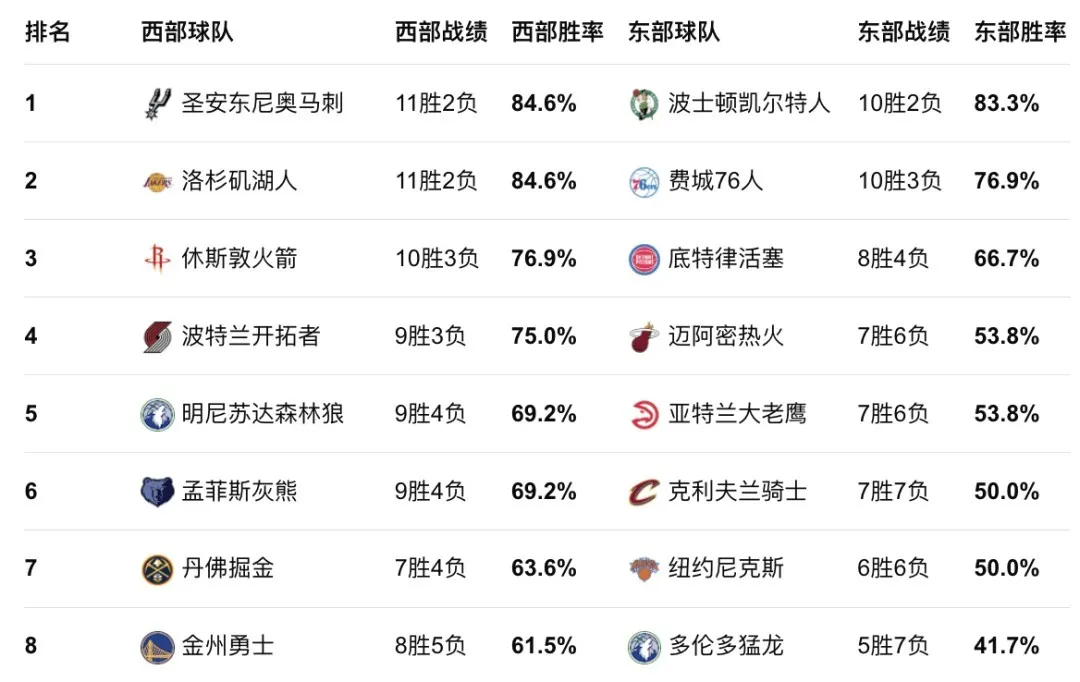 排名 西部球队 西部战绩 西部胜率 东部球队 东部战绩 东部胜率
1 圣安东尼奥马刺 11胜2负 84.6% 波士顿凯尔特人 10胜2负 83.3%
2 LAKERS 洛杉矶湖人 11胜2负 84.6% 76ers 费城76人 10胜3负 76.9%
3 R 休斯敦火箭 10胜3负 76.9% DETROIT PISTONS 底特律活塞 8胜4负 66.7%
4 波特兰开拓者 9胜3负 75.0% 迈阿密热火 7胜6负 53.8%
5 明尼苏达森林狼 9胜4负 69.2% 亚特兰大老鹰 7胜6负 53.8%
6 孟菲斯灰熊 9胜4负 69.2% C 克利夫兰骑士 7胜7负 50.0%
7 丹佛掘金 7胜4负 63.6% 纽约尼克斯 6胜6负 50.0%
8 金州勇士 8胜5负 61.5% 多伦多猛龙 5胜7负 41.7%